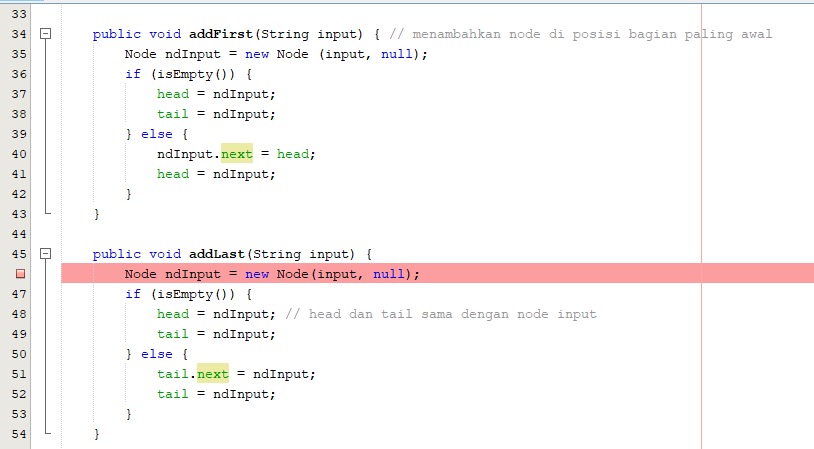 33
34 public void addFirst(String input) { // menambahkan node di posisi bagian paling awal
35 Node ndInput = new Node (input, null);
36 if (isEmpty()) {
37 head = ndInput;
38 tail = ndInput;
39 } else {
40 ndInput.next = head;
41 head = ndInput;
42 }
43 }
44
45 public void addLast(String input) {
Node ndInput = new Node(input, null);
47 if (isEmpty()) {
48 head = ndInput; // head dan tail sama dengan node input
49 tail = ndInput;
50 } else {
51 tail.next = ndInput;
52 tail = ndInput;
53 }
54 }